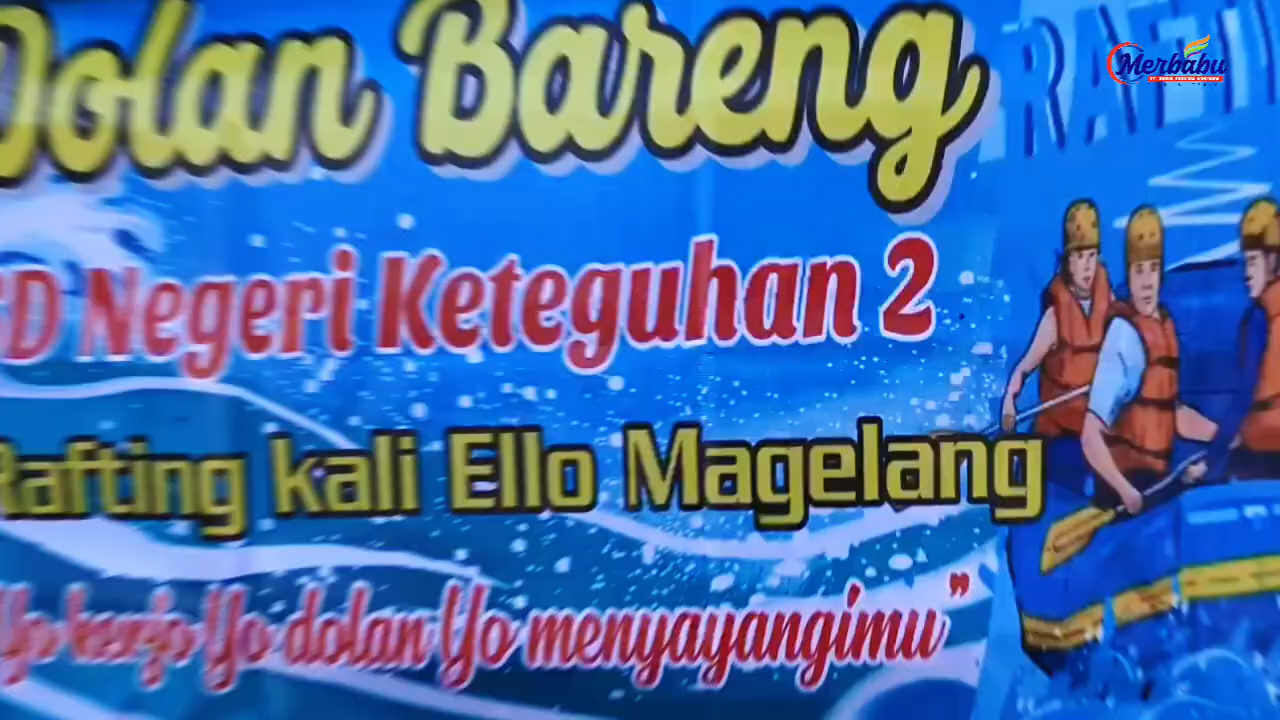 Dolan Bareng
SD Negeri Keteguhan 2
Rafting kali Ello Magelang
Yo kerjo Yo dolan Yo menyayangimu"
Merbabu